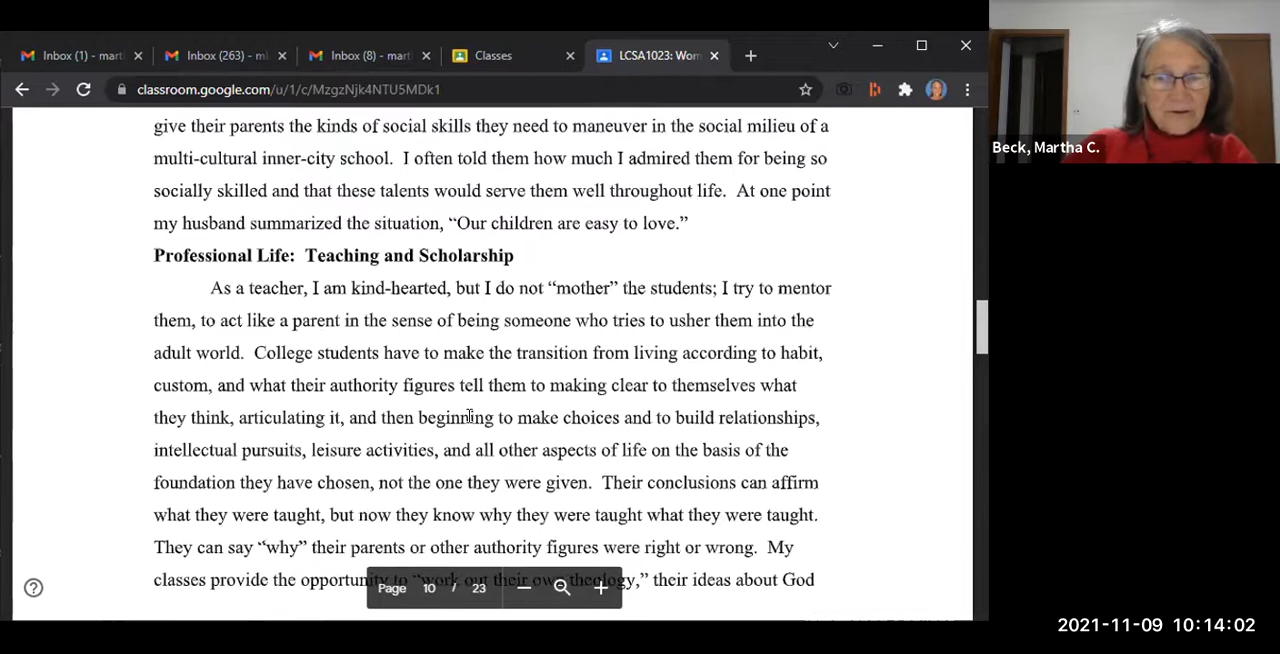 Inbox (1) - marti
Inbox (263) - ml
Inbox (8) - marti
Classes
LCSA1023: Wom
classroom.google.com/u/1/c/MzgzNjk4NTU5MDk1
Beck, Martha C.
give their parents the kinds of social skills they need to maneuver in the social milieu of a
multi-cultural inner-city school.  I often told them how much I admired them for being so
socially skilled and that these talents would serve them well throughout life.  At one point
my husband summarized the situation, “Our children are easy to love.”
Professional Life:  Teaching and Scholarship
As a teacher, I am kind-hearted, but I do not “mother” the students; I try to mentor
them, to act like a parent in the sense of being someone who tries to usher them into the
adult world.  College students have to make the transition from living according to habit,
custom, and what their authority figures tell them to making clear to themselves what
they think, articulating it, and then beginning to make choices and to build relationships,
intellectual pursuits, leisure activities, and all other aspects of life on the basis of the
foundation they have chosen, not the one they were given.  Their conclusions can affirm
what they were taught, but now they know why they were taught what they were taught.
They can say “why” their parents or other authority figures were right or wrong.  My
classes provide the opportunity to “work out their own theology,” their ideas about God
Page 10 / 23
2021-11-09 10:14:02